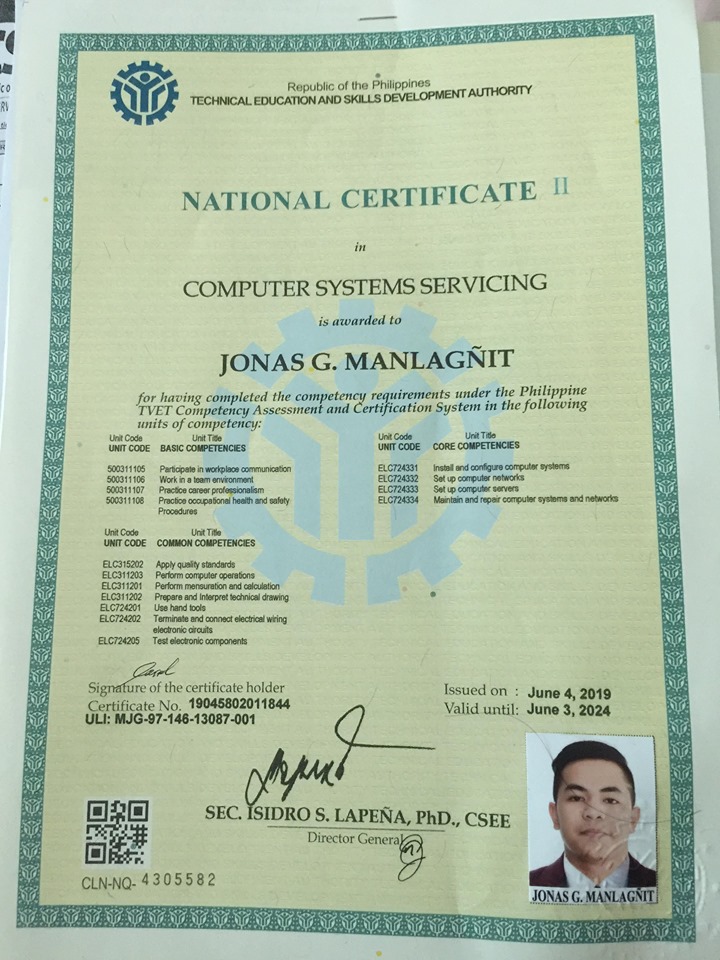 Republic of the Philippines
TECHNICAL EDUCATION AND SKILLS DEVELOPMENT AUTHORITY
NATIONAL CERTIFICATE II
in
COMPUTER SYSTEMS SERVICING
is awarded to
JONAS G. MANLAGÑIT
for having completed the competency requirements under the Philippine
TVET Competency Assessment and Certification System in the following
units of competency:
Unit Code Unit Title
UNIT CODE BASIC COMPETENCIES
500311105 Participate in workplace communication
500311106 Work in a team environment
500311107 Practice career professionalism
500311108 Practice occupational health and safety
Procedures
Unit Code Unit Title
UNIT CODE CORE COMPETENCIES
ELC724331 Install and configure computer systems
ELC724332 Set up computer networks
ELC724333 Set up computer servers
ELC724334 Maintain and repair computer systems and networks
Unit Code Unit Title
UNIT CODE COMMON COMPETENCIES
ELC315202 Apply quality standards
ELC311203 Perform computer operations
ELC311201 Perform mensuration and calculation
ELC311202 Prepare and Interpret technical drawing
ELC724201 Use hand tools
ELC724202 Terminate and connect electrical wiring
electronic circuits
ELC724205 Test electronic components
Signature of the certificate holder
Certificate No. 19045802011844
ULI: MJG-97-146-13087-001
Issued on : June 4, 2019
Valid until: June 3, 2024
SEC. ISIDRO S. LAPEÑA, PhD., CSEE
Director General
CLN-NQ- 4305582
JONAS G. MANLAGÑIT